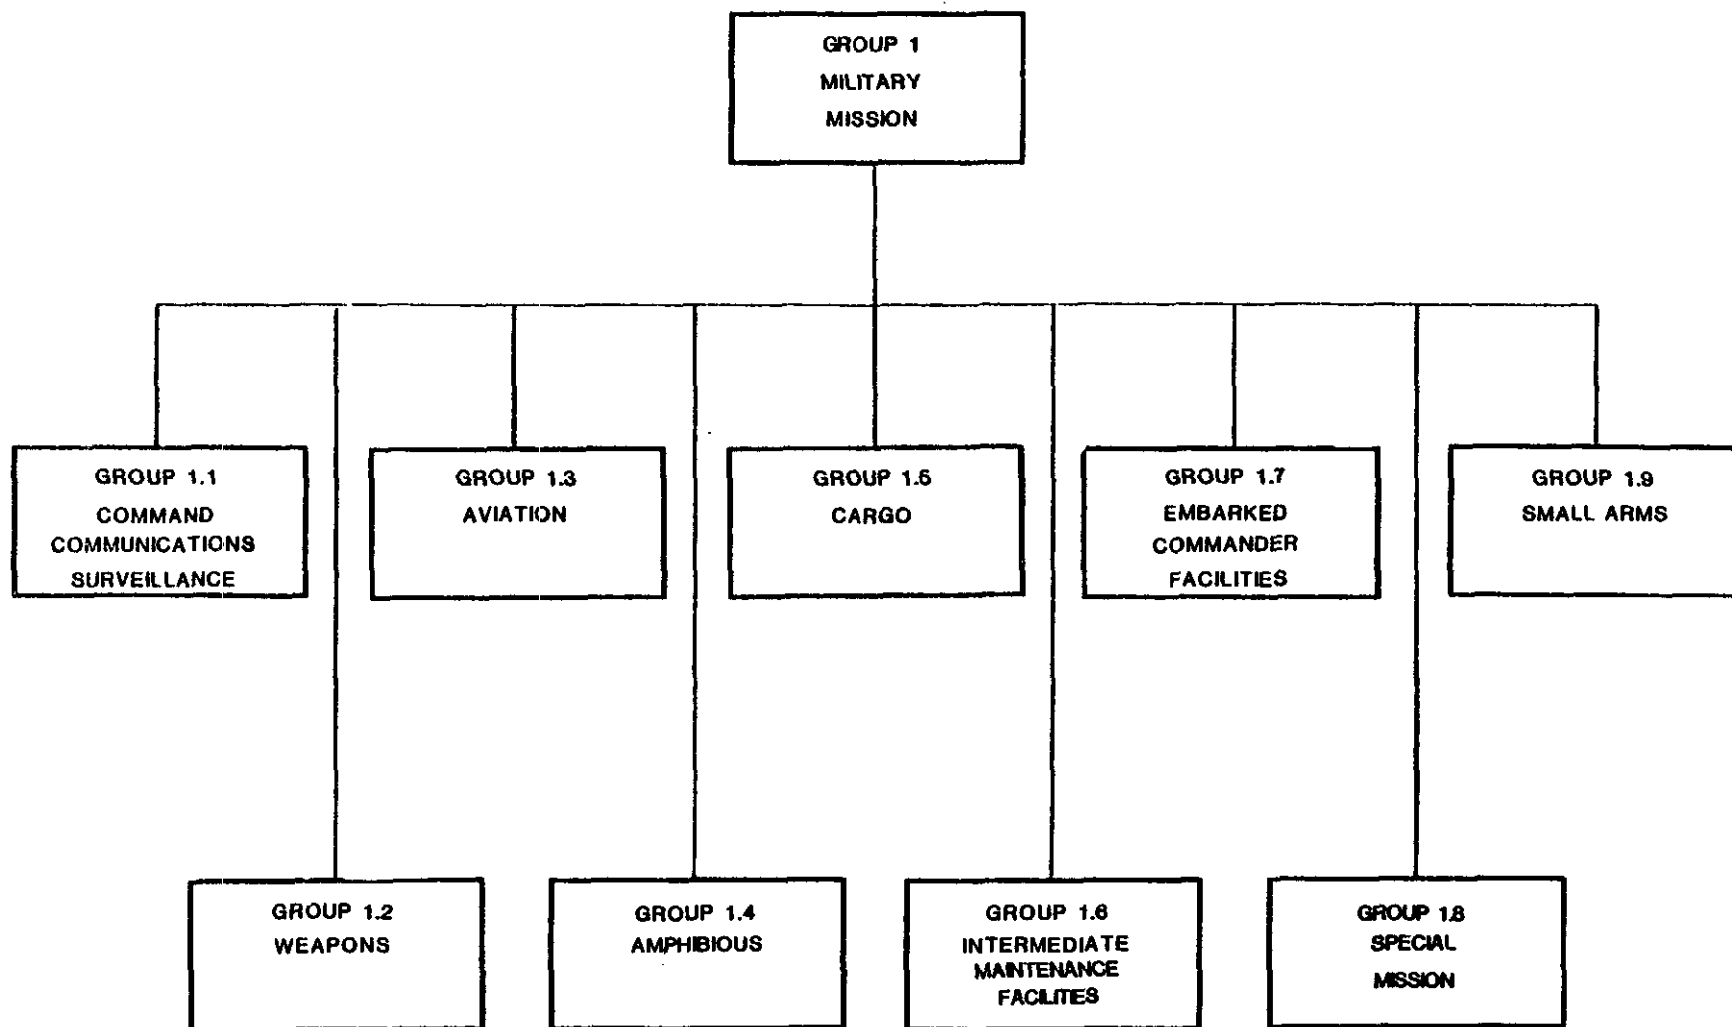 GROUP 1
MILITARY
MISSION
GROUP 1.1
COMMAND
COMMUNICATIONS
SURVEILLANCE
GROUP 1.3
AVIATION
GROUP 1.5
CARGO
GROUP 1.7
EMBARKED
COMMANDER
FACILITIES
GROUP 1.9
SMALL ARMS
GROUP 1.2
WEAPONS
GROUP 1.4
AMPHIBIOUS
GROUP 1.6
INTERMEDIATE
MAINTENANCE
FACILITES
GROUP 1.8
SPECIAL
MISSION